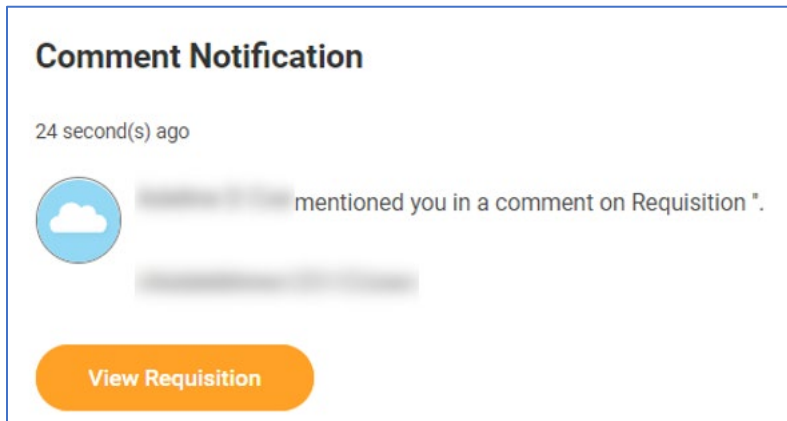 Comment Notification
24 second(s) ago
mentioned you in a comment on Requisition ".
View Requisition